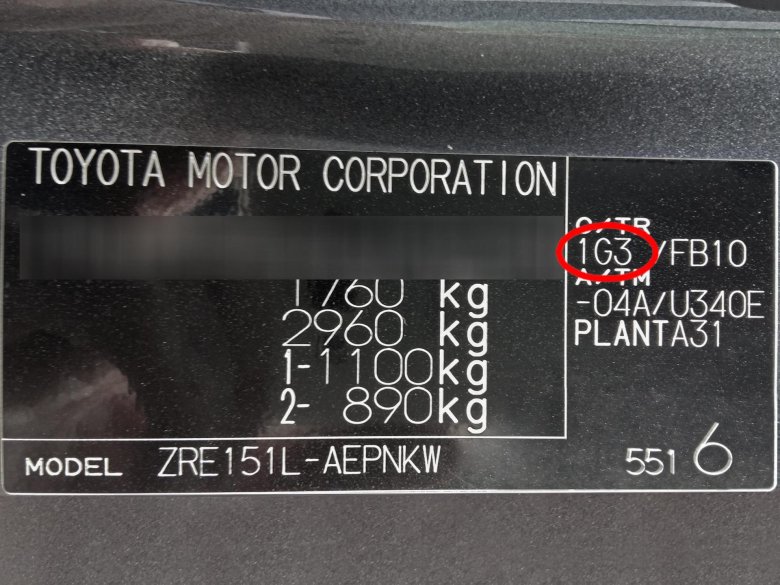 TOYOTA MOTOR CORPORATION
C/TR
1G3 /FB10
A/TM
-04A/U340E
PLANTA31
1760 kg
2960 kg
1-1100kg
2- 890kg
MODEL ZRE151L-AEPNKW
551 6